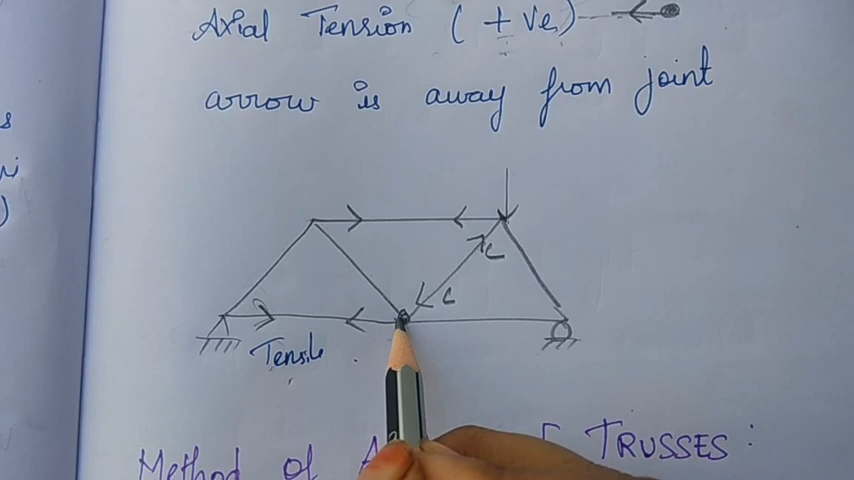 Axial Tension (+ve)
arrow is away from joint
C
C
Tensile
Method of A TRUSSES :